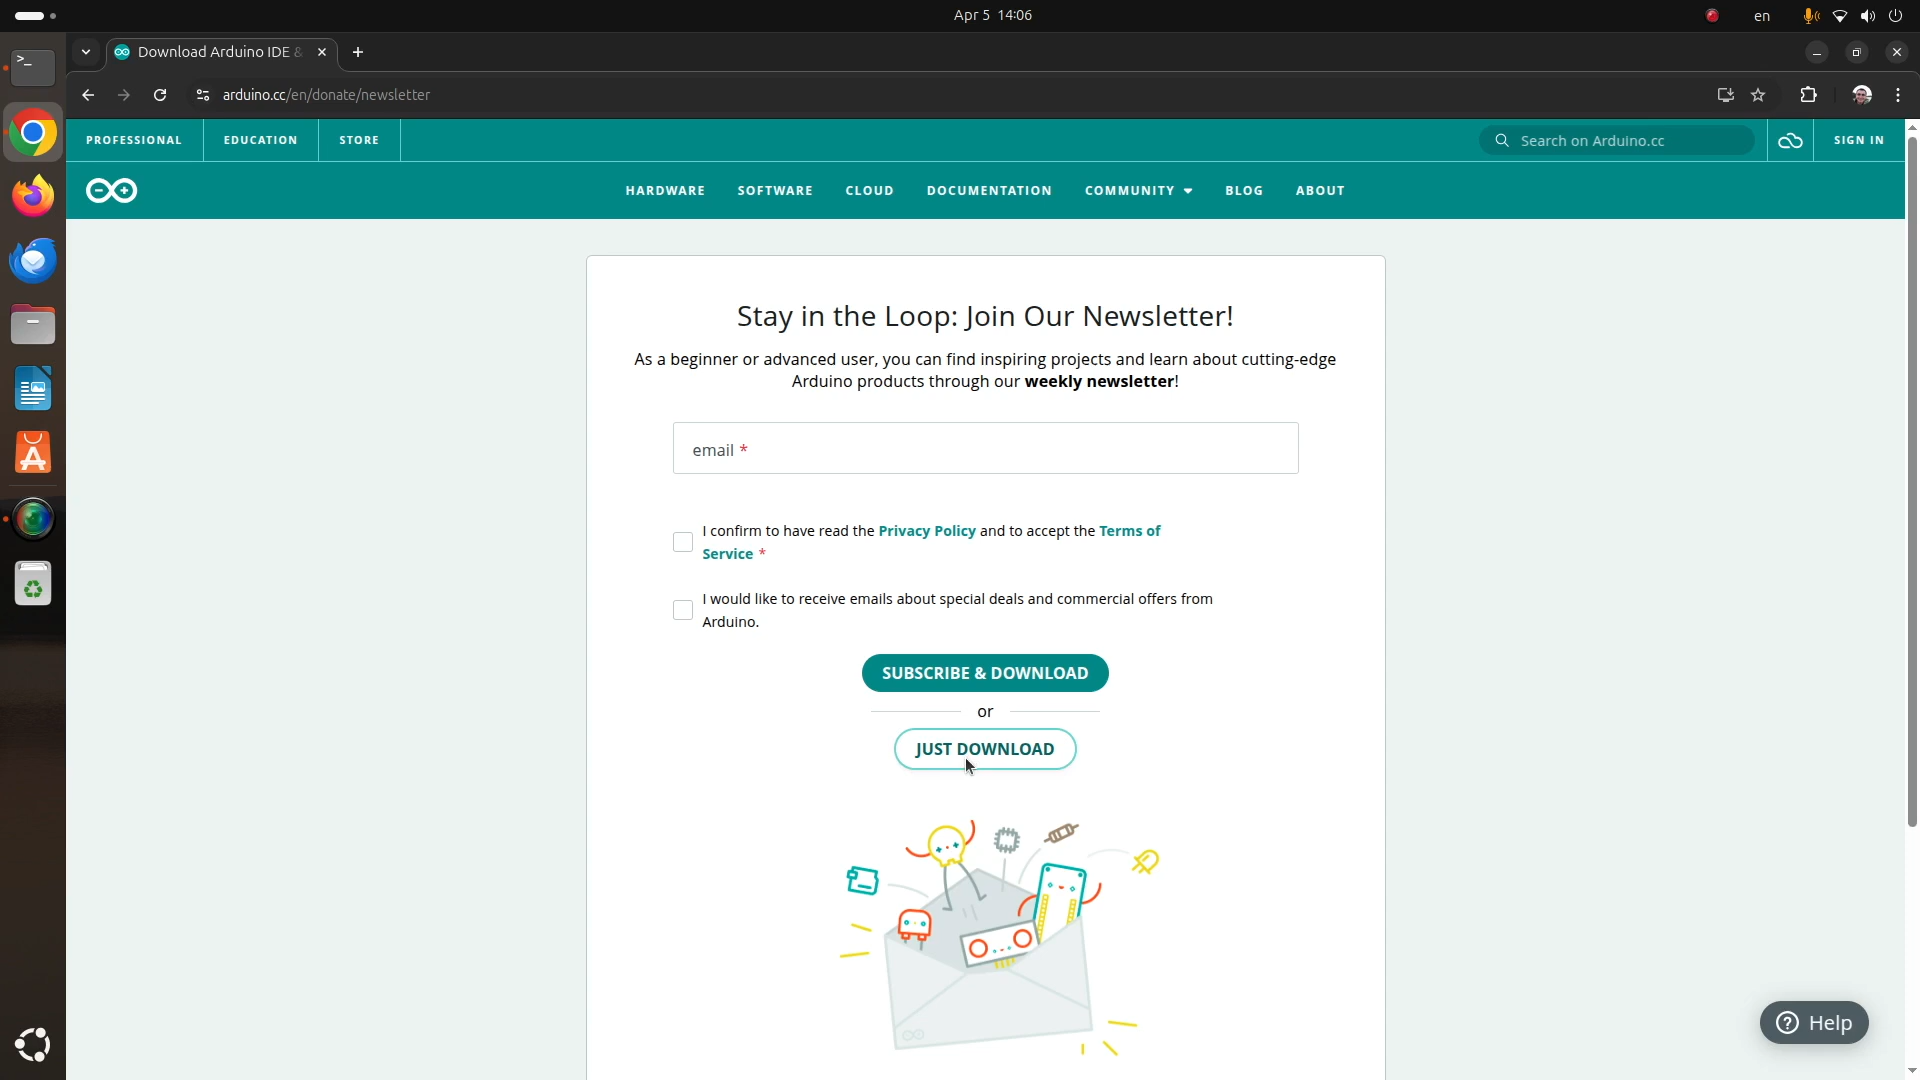 Apr 5 14:06
en
Download Arduino IDE &
arduino.cc/en/donate/newsletter
PROFESSIONAL
EDUCATION
STORE
Search on Arduino.cc
SIGN IN
HARDWARE
SOFTWARE
CLOUD
DOCUMENTATION
COMMUNITY
BLOG
ABOUT
Stay in the Loop: Join Our Newsletter!
As a beginner or advanced user, you can find inspiring projects and learn about cutting-edge
Arduino products through our weekly newsletter!
email *
I confirm to have read the Privacy Policy and to accept the Terms of
Service *
I would like to receive emails about special deals and commercial offers from
Arduino.
SUBSCRIBE & DOWNLOAD
or
JUST DOWNLOAD
Help